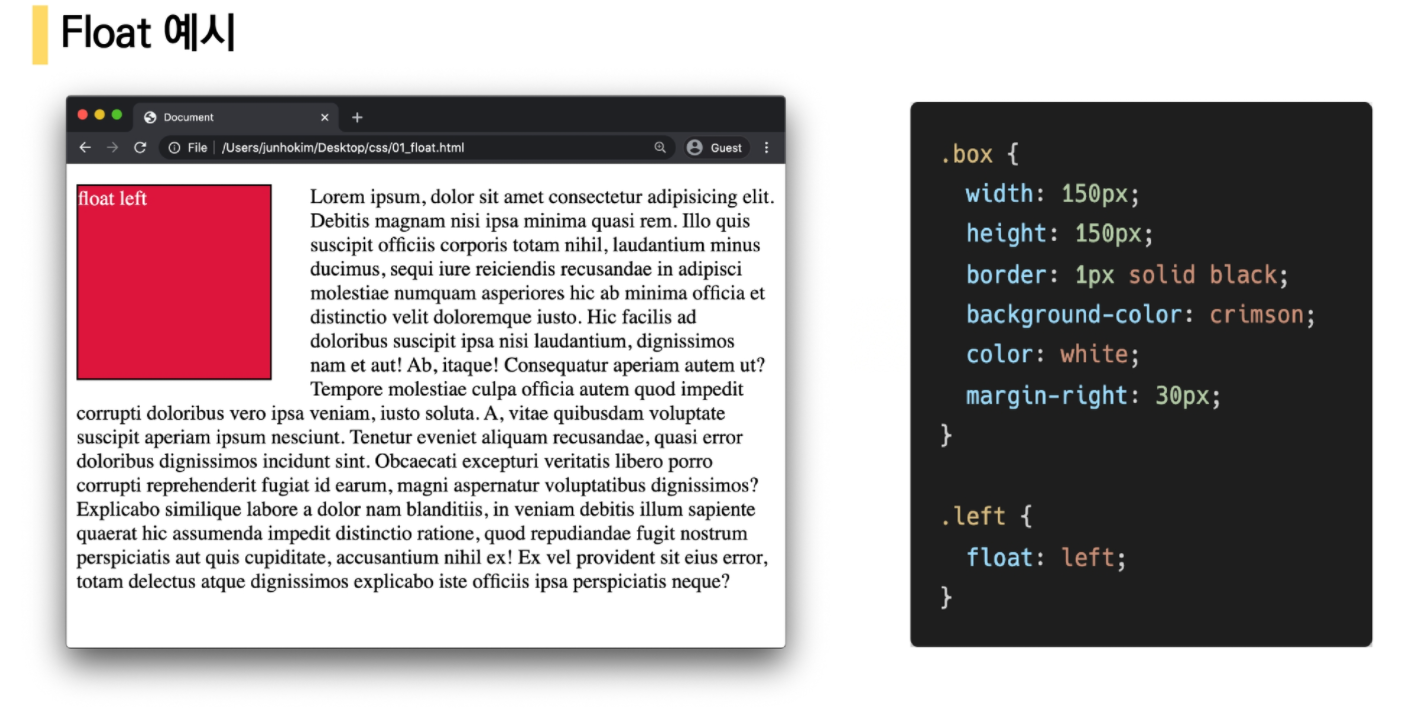 Float 예시
Document
File
/Users/junhokim/Desktop/css/01_float.html
Guest
float left
Lorem ipsum, dolor sit amet consectetur adipisicing elit.
Debitis magnam nisi ipsa minima quasi rem. Illo quis
suscipit officiis corporis totam nihil, laudantium minus
ducimus, sequi iure reiciendis recusandae in adipisci
molestiae numquam asperiores hic ab minima officia et
distinctio velit doloremque iusto. Hic facilis ad
doloribus suscipit ipsa nisi laudantium, dignissimos
nam et aut! Ab, itaque! Consequatur aperiam autem ut?
Tempore molestiae culpa officia autem quod impedit
corrupti doloribus vero ipsa veniam, iusto soluta. A, vitae quibusdam voluptate
suscipit aperiam ipsum nesciunt. Tenetur eveniet aliquam recusandae, quasi error
doloribus dignissimos incidunt sint. Obcaecati excepturi veritatis libero porro
corrupti reprehenderit fugiat id earum, magni aspernatur voluptatibus dignissimos?
Explicabo similique labore a dolor nam blanditiis, in veniam debitis illum sapiente
quaerat hic assumenda impedit distinctio ratione, quod repudiandae fugit nostrum
perspiciatis aut quis cupiditate, accusantium nihil ex! Ex vel provident sit eius error,
totam delectus atque dignissimos explicabo iste officiis ipsa perspiciatis neque?
.box {
  width: 150px;
  height: 150px;
  border: 1px solid black;
  background-color: crimson;
  color: white;
  margin-right: 30px;
}
.left {
  float: left;
}